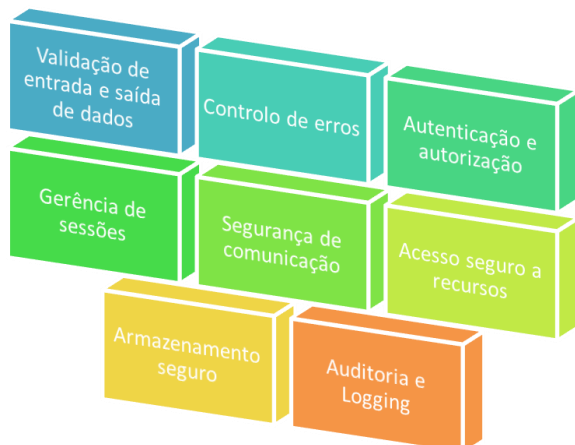 Validação de
entrada e saída
de dados
Controlo de erros
Autenticação e
autorização
Gerência de
sessões
Segurança de
comunicação
Acesso seguro a
recursos
Armazenamento
seguro
Auditoria e
Logging